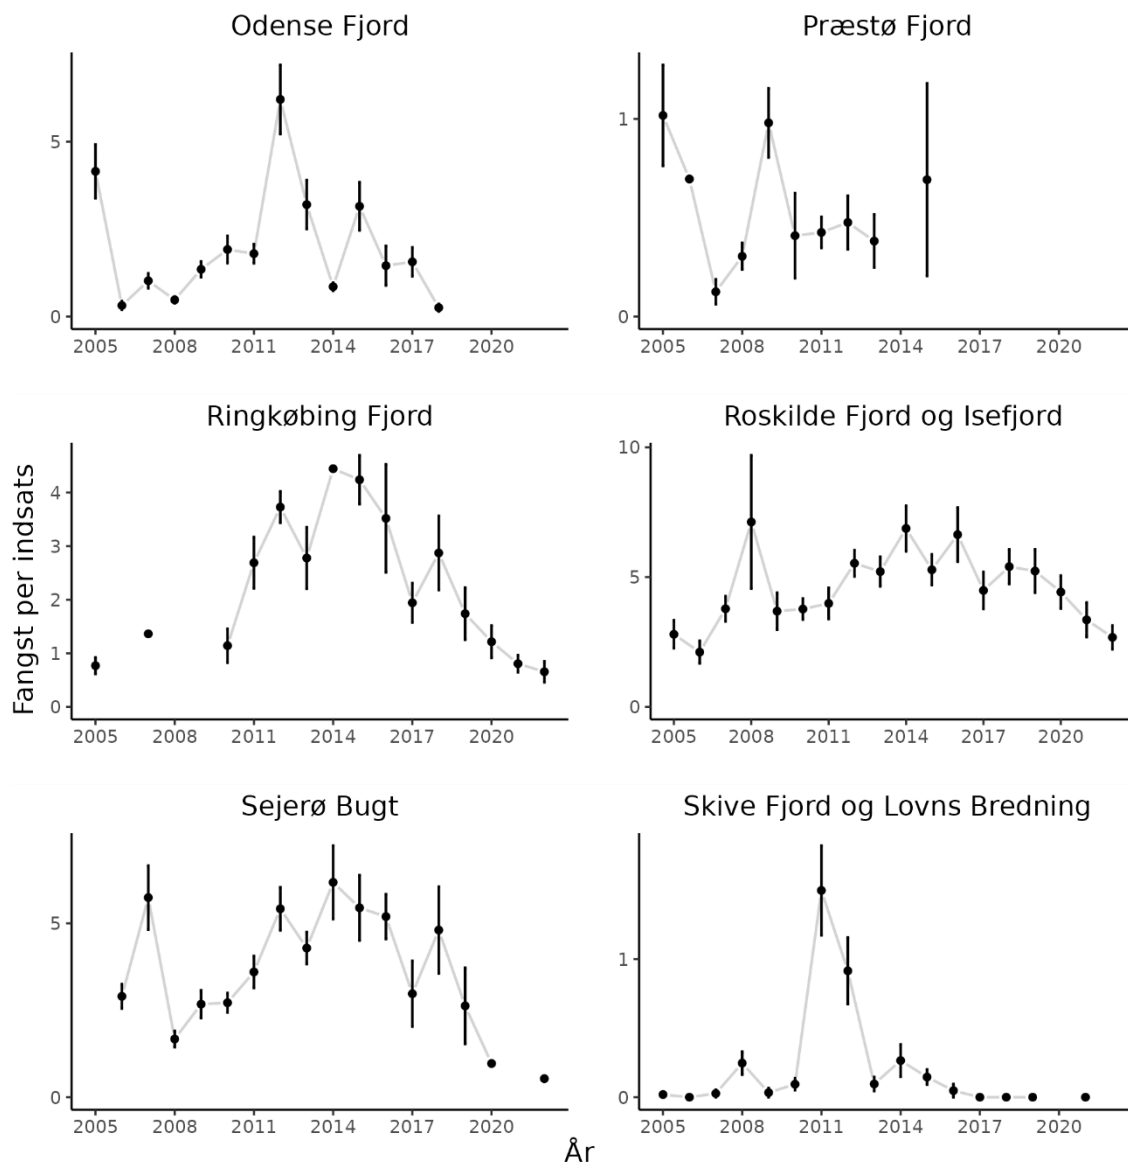 Odense Fjord
Præstø Fjord
5
0
2005 2008 2011 2014 2017 2020
1
0
2005 2008 2011 2014 2017 2020
Fangst per indsats
Ringkøbing Fjord
Roskilde Fjord og Isefjord
4
3
2
1
0
2005 2008 2011 2014 2017 2020
10
5
0
2005 2008 2011 2014 2017 2020
Sejerø Bugt
Skive Fjord og Lovns Bredning
5
0
2005 2008 2011 2014 2017 2020
1
0
2005 2008 2011 2014 2017 2020
År